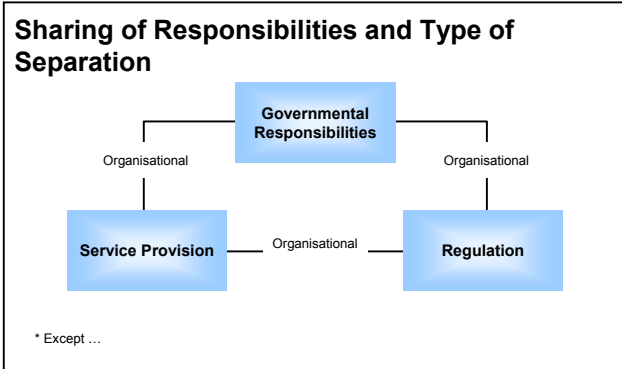 Sharing of Responsibilities and Type of
Separation
Governmental
Responsibilities
Organisational
Organisational
Service Provision
Organisational
Regulation
* Except …